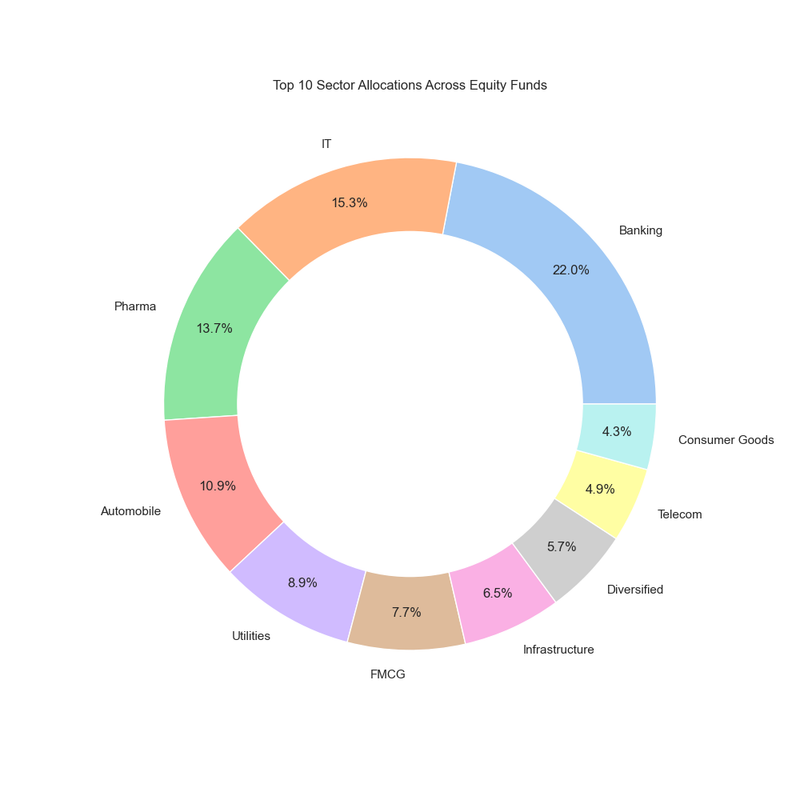 Top 10 Sector Allocations Across Equity Funds
IT
15.3%
Banking
22.0%
Pharma
13.7%
Automobile
10.9%
Utilities
8.9%
FMCG
7.7%
Infrastructure
6.5%
Diversified
5.7%
Telecom
4.9%
Consumer Goods
4.3%